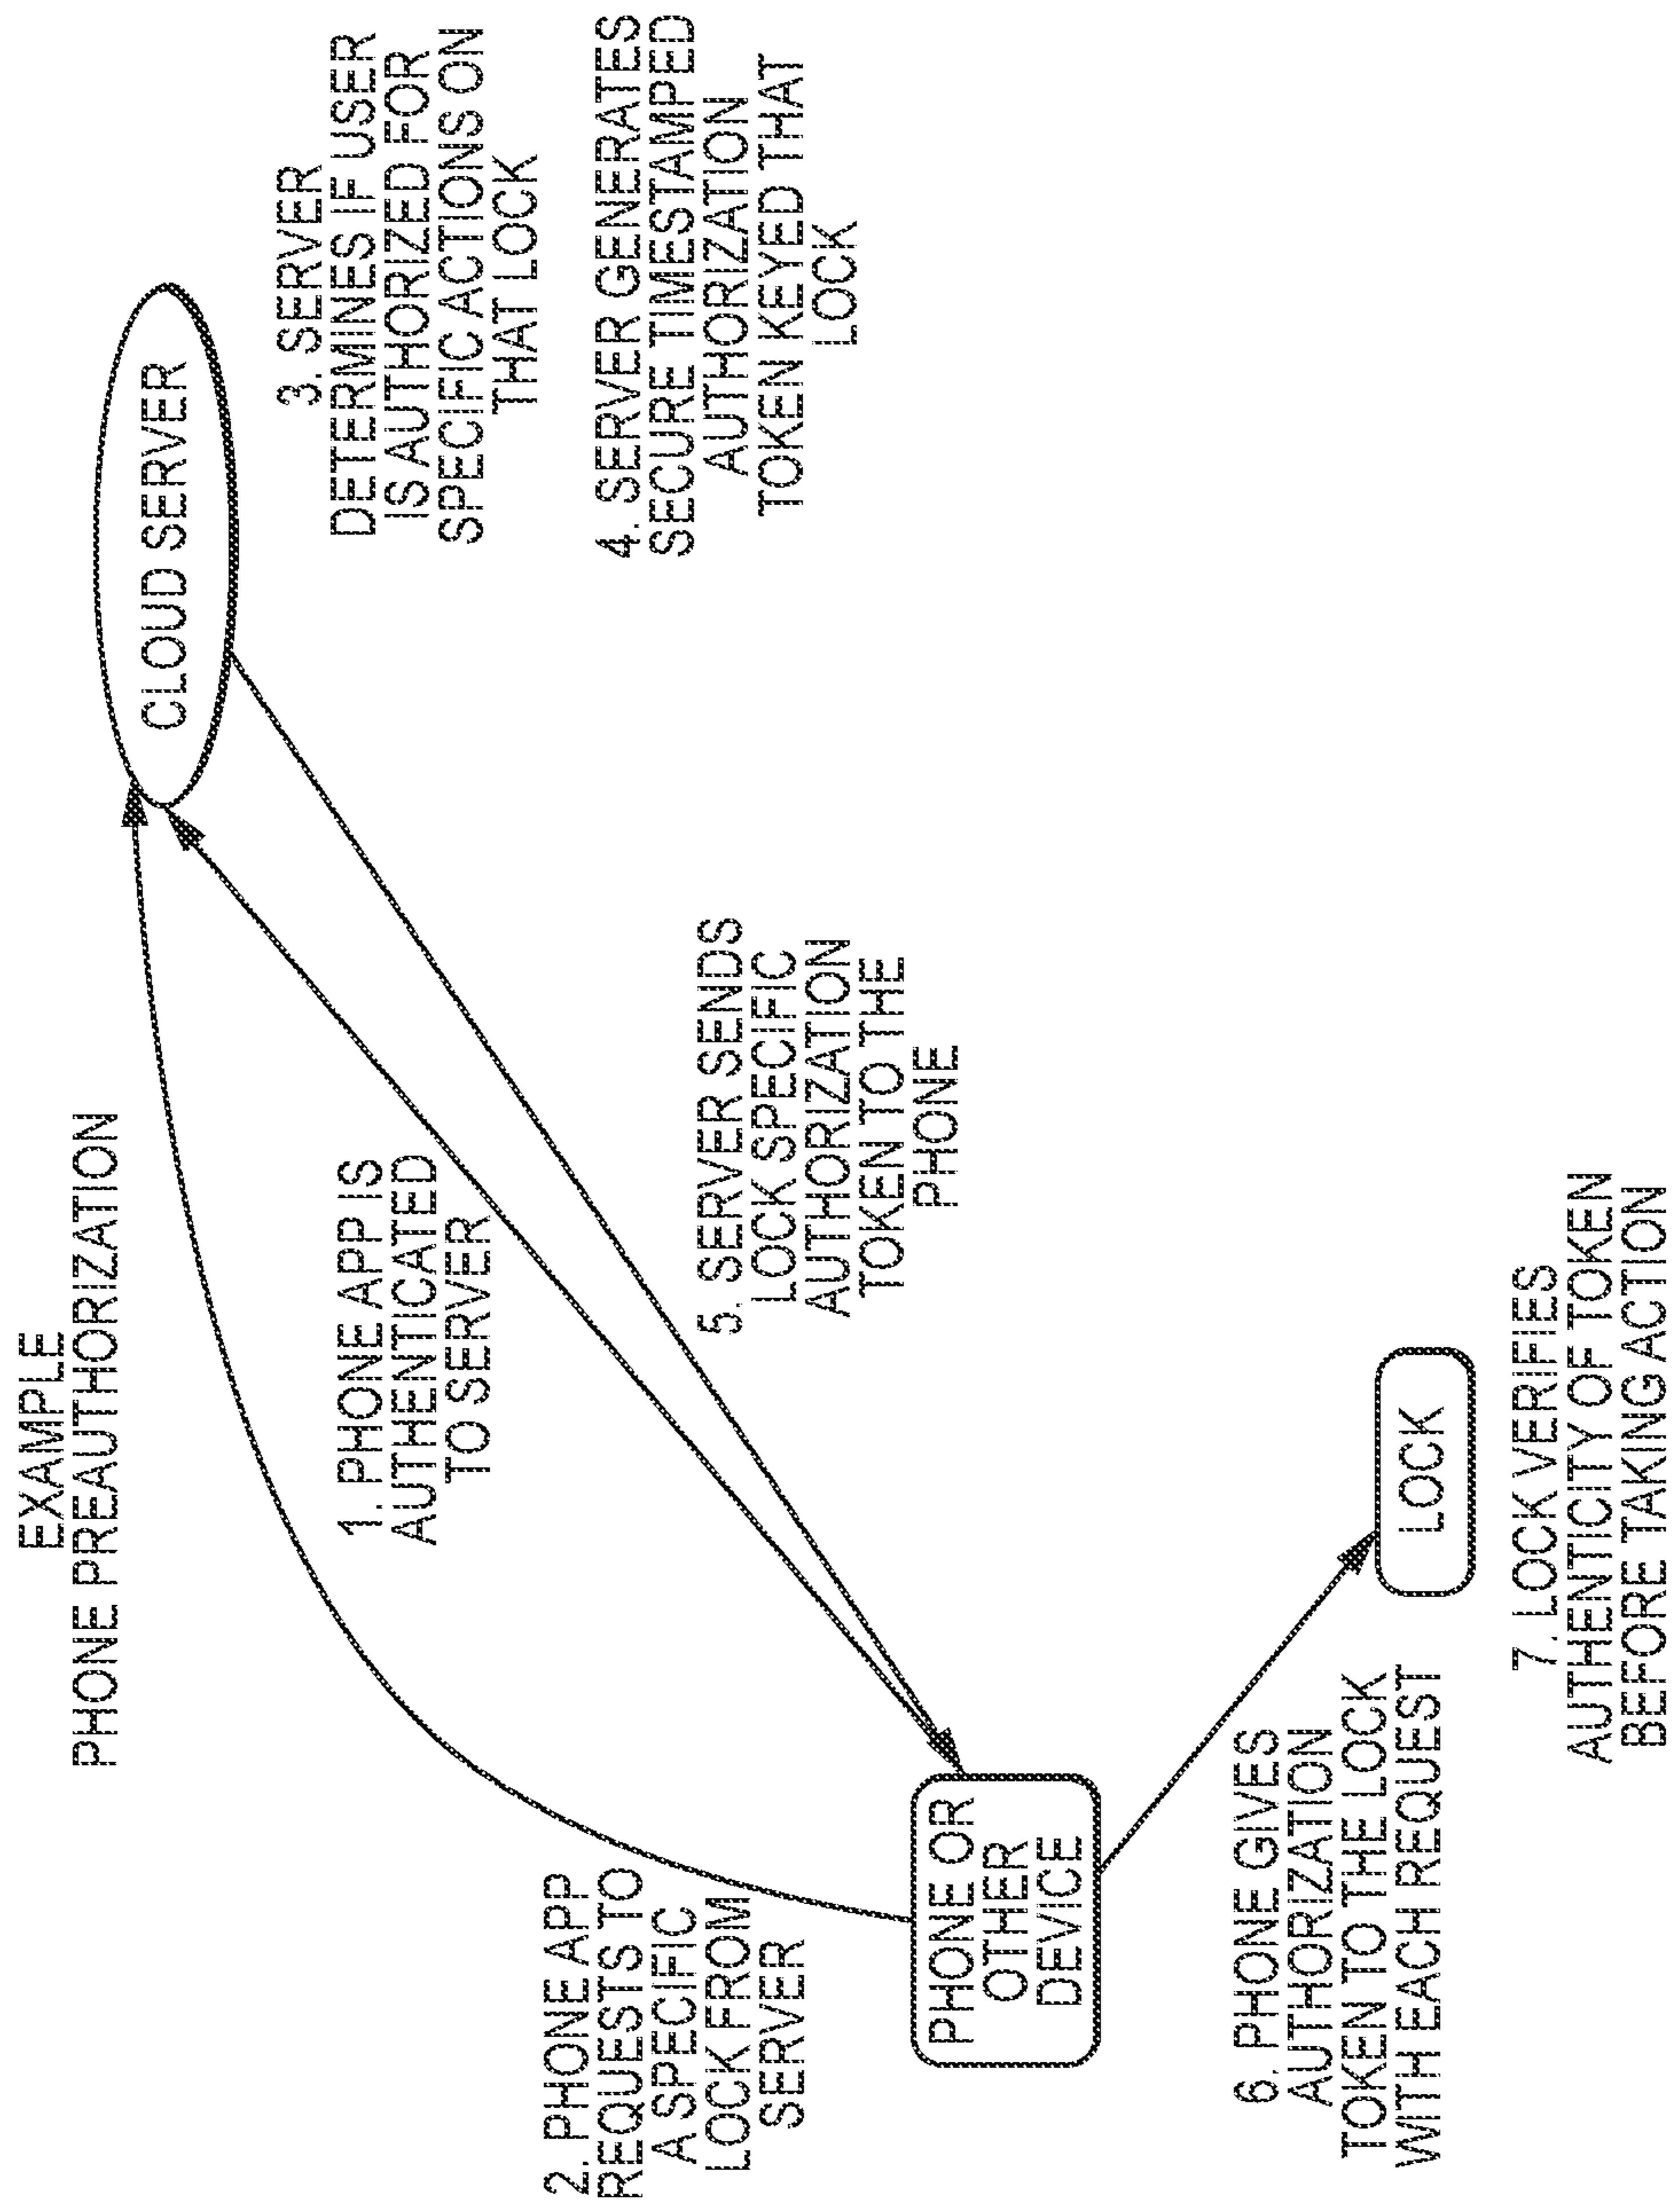 EXAMPLE
PHONE PREAUTHORIZATION
CLOUD SERVER
1. PHONE APP IS
AUTHENTICATED
TO SERVER
2. PHONE APP
REQUESTS TO
A SPECIFIC
LOCK FROM
SERVER
3. SERVER
DETERMINES IF USER
IS AUTHORIZED FOR
SPECIFIC ACTIONS ON
THAT LOCK
4. SERVER GENERATES
SECURE TIMESTAMPED
AUTHORIZATION
TOKEN KEYED THAT
LOCK
5. SERVER SENDS
LOCK SPECIFIC
AUTHORIZATION
TOKEN TO THE
PHONE
PHONE OR
OTHER
DEVICE
6. PHONE GIVES
AUTHORIZATION
TOKEN TO THE LOCK
WITH EACH REQUEST
LOCK
7. LOCK VERIFIES
AUTHENTICITY OF TOKEN
BEFORE TAKING ACTION